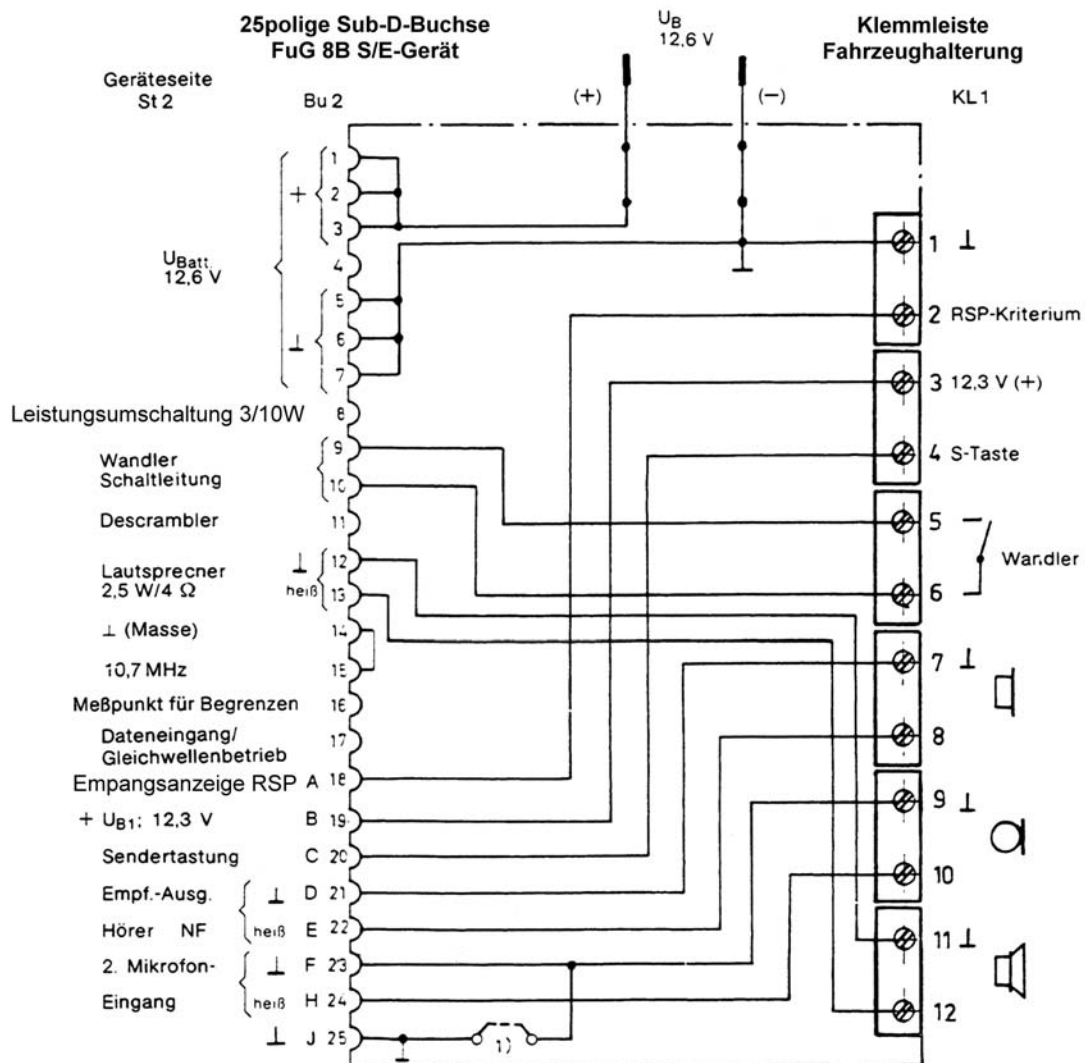 25polige Sub-D-Buchse
FuG 8B S/E-Gerät
U_B
12,6 V
Klemmleiste
Fahrzeughalterung
Geräteseite
St 2
Bu 2
(+)
(−)
KL 1
1
2
3
4
5
6
7
8
9
10
11
12
13
14
15
16
17
A 18
B 19
C 20
D 21
E 22
F 23
H 24
J 25
+
U_Batt.
12,6 V
⊥
Leistungsumschaltung 3/10W
Wandler
Schaltleitung
Descrambler
Lautsprecner
2,5 W/4 Ω
⊥
heiß
⊥ (Masse)
10,7 MHz
Meßpunkt für Begrenzen
Dateneingang/
Gleichwellenbetrieb
Empangsanzeige RSP
+ U_B1: 12,3 V
Sendertastung
Empf.-Ausg. ⊥
Hörer NF heiß
2. Mikrofon- ⊥
Eingang heiß
⊥
1)
1 ⊥
2 RSP-Kriterium
3 12,3 V (+)
4 S-Taste
5
Wandler
6
7 ⊥
8
9 ⊥
10
11 ⊥
12